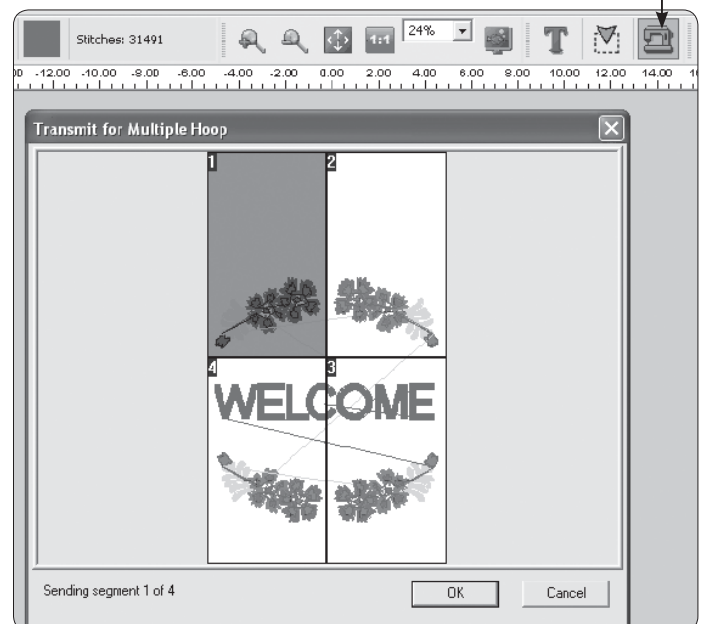 Stitches: 31491 1:1 24% T
00 -12.00 -10.00 -8.00 -6.00 -4.00 -2.00 0.00 2.00 4.00 6.00 8.00 10.00 12.00 14.00
Transmit for Multiple Hoop
1 2
4 3
WELCOME
Sending segment 1 of 4 OK Cancel